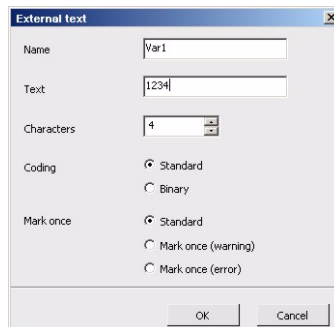 External text
Name Var1
Text 1234
Characters 4
Coding Standard
Binary
Mark once Standard
Mark once (warning)
Mark once (error)
OK Cancel